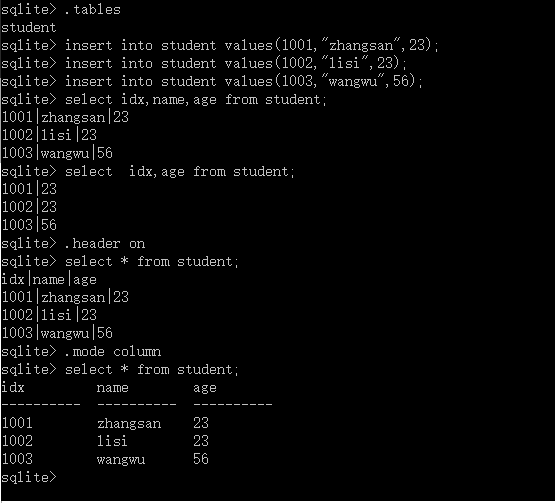 sqlite> .tables
student
sqlite> insert into student values(1001,"zhangsan",23);
sqlite> insert into student values(1002,"lisi",23);
sqlite> insert into student values(1003,"wangwu",56);
sqlite> select idx,name,age from student;
1001|zhangsan|23
1002|lisi|23
1003|wangwu|56
sqlite> select  idx,age from student;
1001|23
1002|23
1003|56
sqlite> .header on
sqlite> select * from student;
idx|name|age
1001|zhangsan|23
1002|lisi|23
1003|wangwu|56
sqlite> .mode column
sqlite> select * from student;
idx         name        age
----------  ----------  ----------
1001        zhangsan    23
1002        lisi        23
1003        wangwu      56
sqlite>